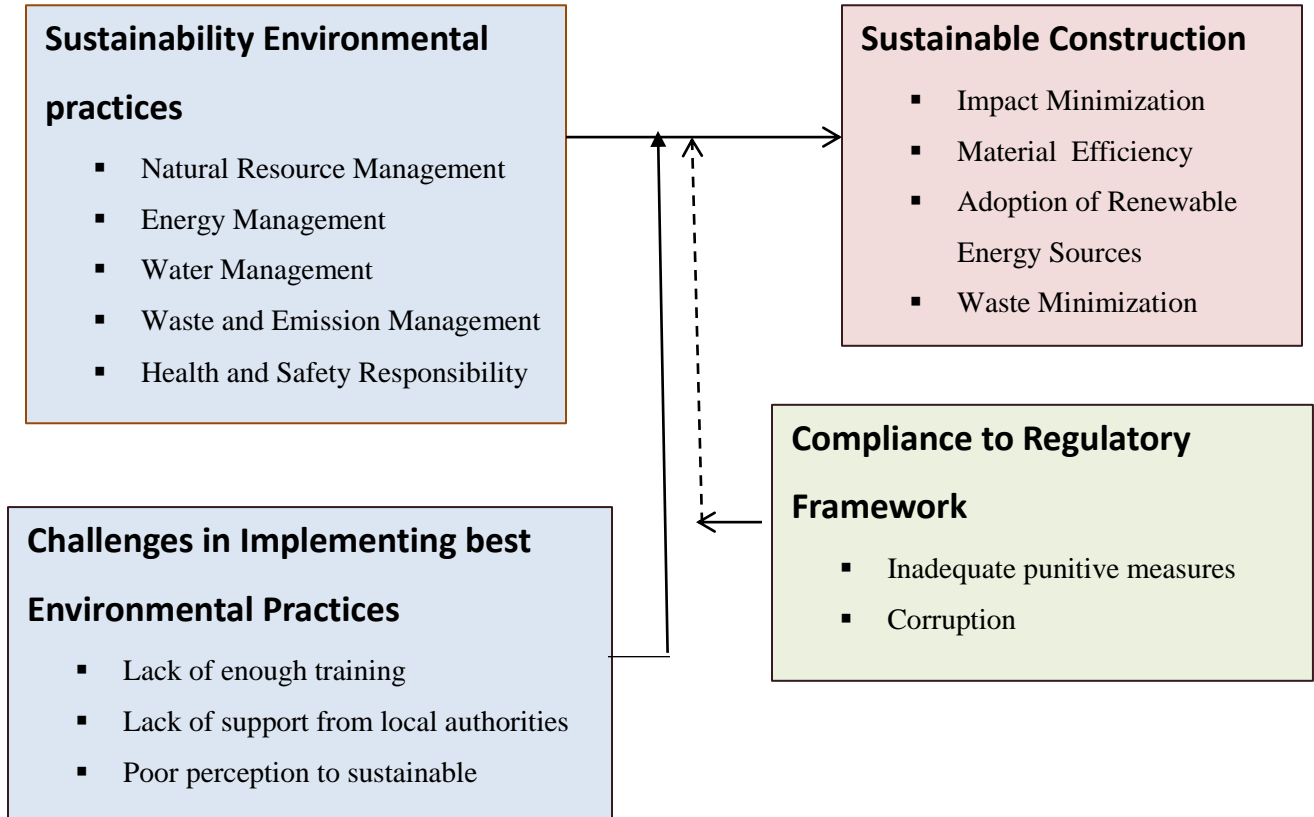 Sustainability Environmental
practices
▪ Natural Resource Management
▪ Energy Management
▪ Water Management
▪ Waste and Emission Management
▪ Health and Safety Responsibility
Sustainable Construction
▪ Impact Minimization
▪ Material Efficiency
▪ Adoption of Renewable
Energy Sources
▪ Waste Minimization
Challenges in Implementing best
Environmental Practices
▪ Lack of enough training
▪ Lack of support from local authorities
▪ Poor perception to sustainable
Compliance to Regulatory
Framework
▪ Inadequate punitive measures
▪ Corruption